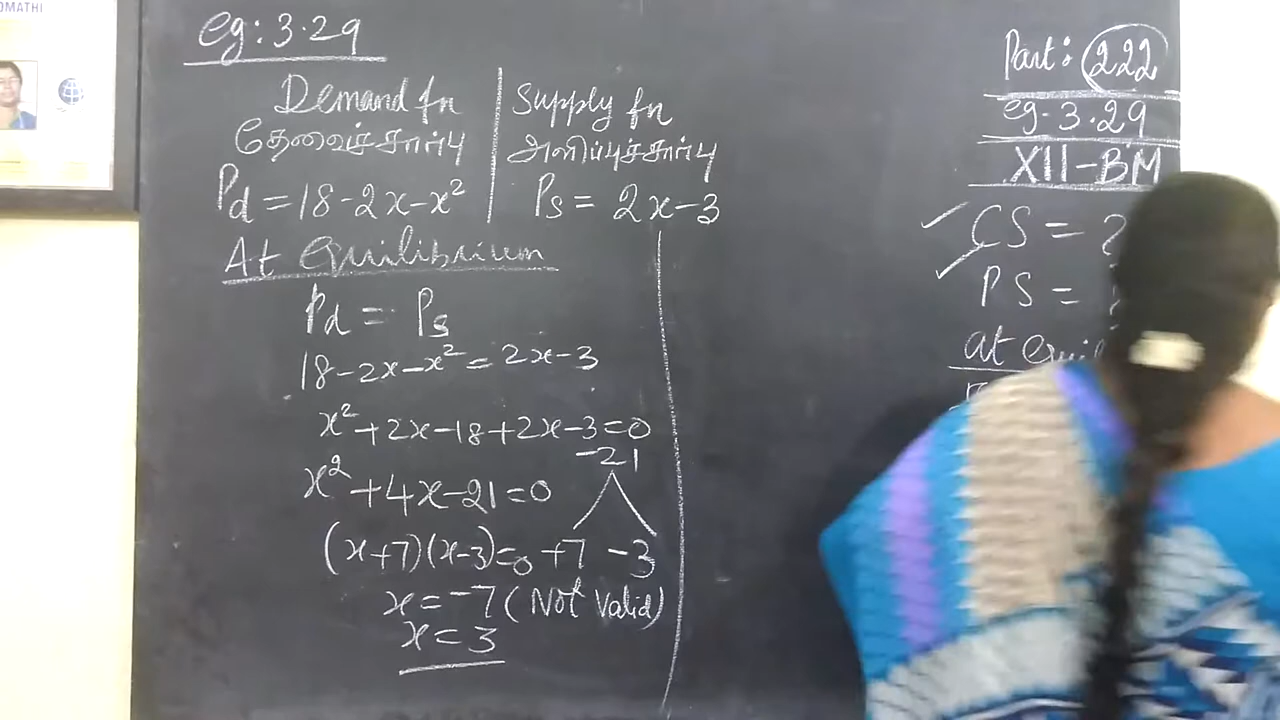 OMATHI
eg: 3.29
Demand fn
தேவைச்சார்பு
Pd = 18 - 2x - x²
Supply fn
அளிப்புச்சார்பு
Ps = 2x - 3
At Equilibrium
Pd = Ps
18 - 2x - x² = 2x - 3
x² + 2x - 18 + 2x - 3 = 0
x² + 4x - 21 = 0
-21
+7 -3
(x+7)(x-3) = 0
x = -7 (Not Valid)
x = 3
Part: 222
eg. 3.29
XII-BM
CS = ?
PS =
at